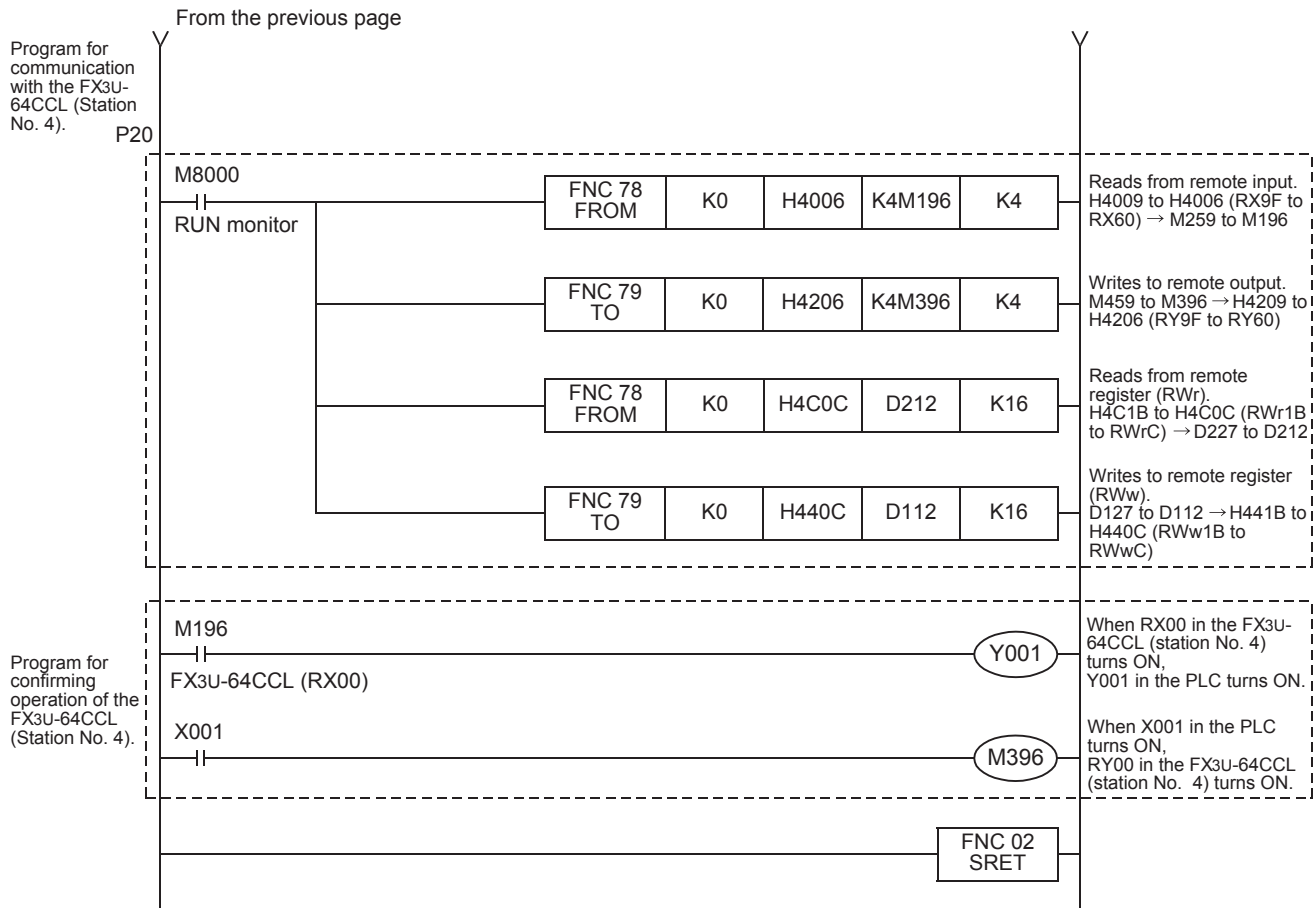 From the previous page
Program for
communication
with the FX3U-
64CCL (Station
No. 4).
P20
M8000
RUN monitor
FNC 78
FROM
K0
H4006
K4M196
K4
Reads from remote input.
H4009 to H4006 (RX9F to
RX60) → M259 to M196
FNC 79
TO
K0
H4206
K4M396
K4
Writes to remote output.
M459 to M396 → H4209 to
H4206 (RY9F to RY60)
FNC 78
FROM
K0
H4C0C
D212
K16
Reads from remote
register (RWr).
H4C1B to H4C0C (RWr1B
to RWrC) → D227 to D212
FNC 79
TO
K0
H440C
D112
K16
Writes to remote register
(RWw).
D127 to D112 → H441B to
H440C (RWw1B to
RWwC)
Program for
confirming
operation of the
FX3U-64CCL
(Station No. 4).
M196
FX3U-64CCL (RX00)
Y001
When RX00 in the FX3U-
64CCL (station No. 4)
turns ON,
Y001 in the PLC turns ON.
X001
M396
When X001 in the PLC
turns ON,
RY00 in the FX3U-64CCL
(station No. 4) turns ON.
FNC 02
SRET